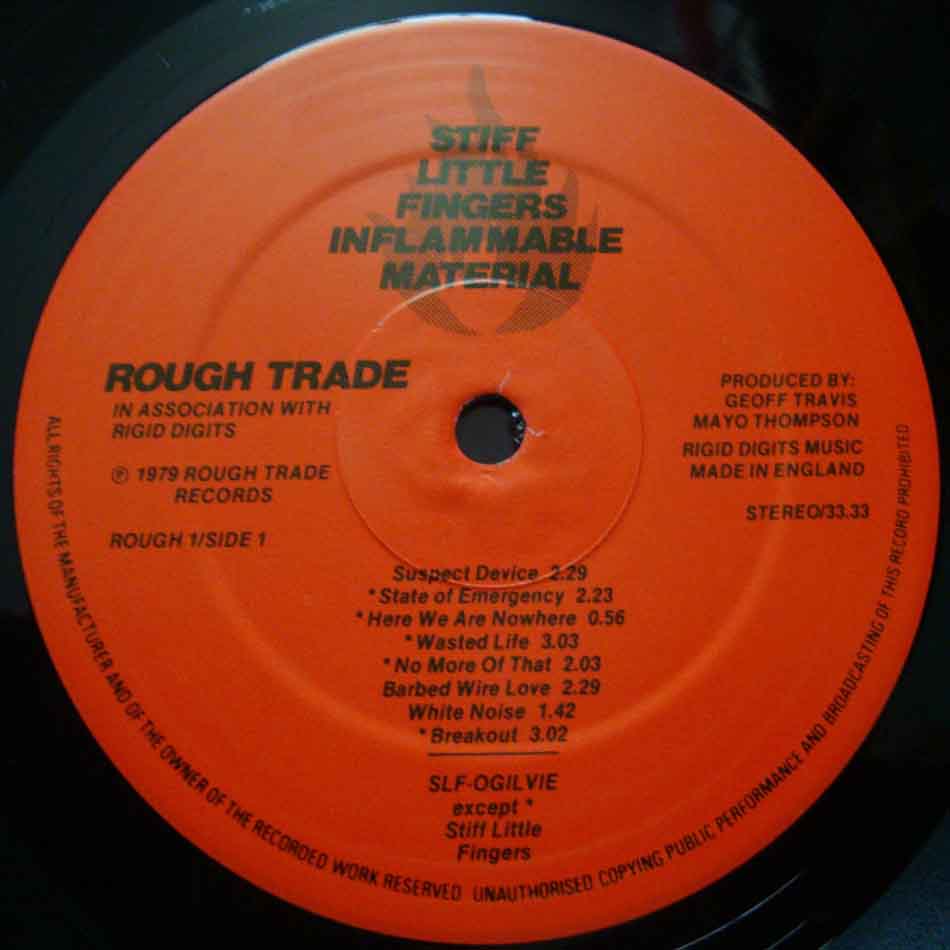 STIFF
LITTLE
FINGERS
INFLAMMABLE
MATERIAL
ROUGH TRADE
IN ASSOCIATION WITH
RIGID DIGITS
℗ 1979 ROUGH TRADE
RECORDS
ROUGH 1/SIDE 1
PRODUCED BY:
GEOFF TRAVIS
MAYO THOMPSON
RIGID DIGITS MUSIC
MADE IN ENGLAND
STEREO/33.33
Suspect Device 2.29
*State of Emergency 2.23
*Here We Are Nowhere 0.56
*Wasted Life 3.03
*No More Of That 2.03
Barbed Wire Love 2.29
White Noise 1.42
*Breakout 3.02
SLF-OGILVIE
except *
Stiff Little
Fingers
ALL RIGHTS OF THE MANUFACTURER AND OF THE OWNER OF THE RECORDED WORK RESERVED UNAUTHORISED COPYING PUBLIC PERFORMANCE AND BROADCASTING OF THIS RECORD PROHIBITED